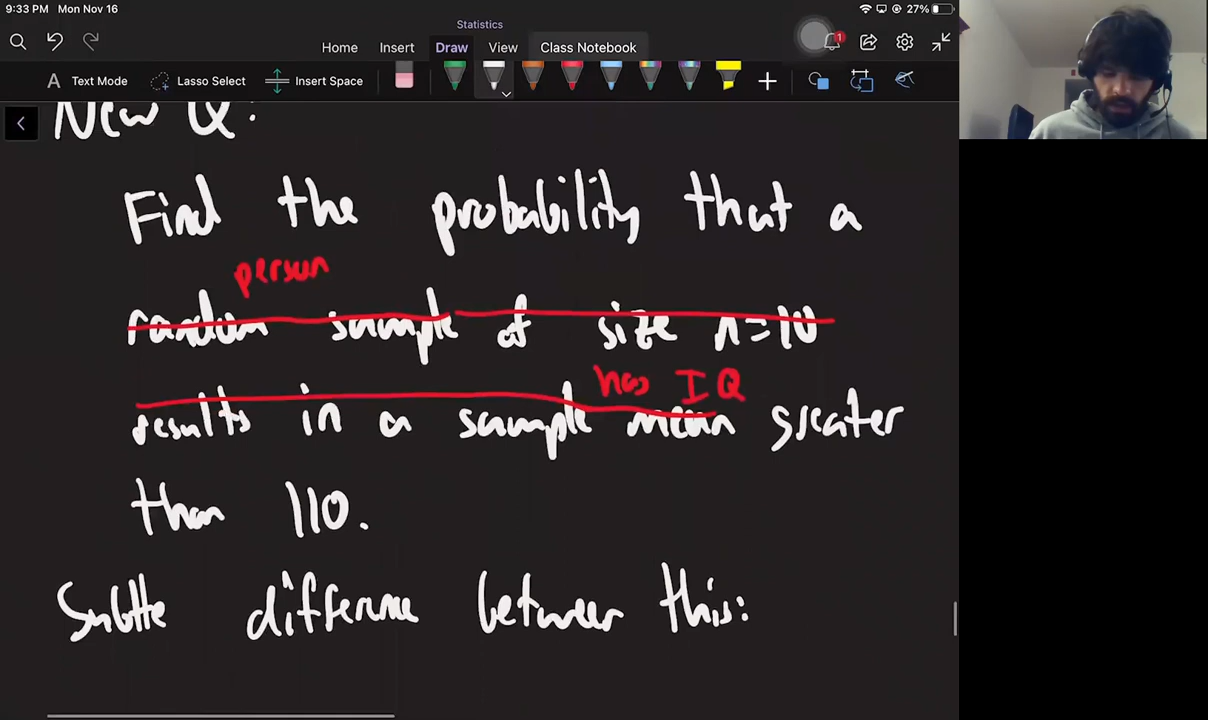 9:33 PM Mon Nov 16
27%
Statistics
1
Home Insert Draw View Class Notebook
Text Mode Lasso Select Insert Space
New Q:
Find the probability that a
person
random sample of size n=10
has IQ
results in a sample mean greater
than 110.
Subtle difference between this: